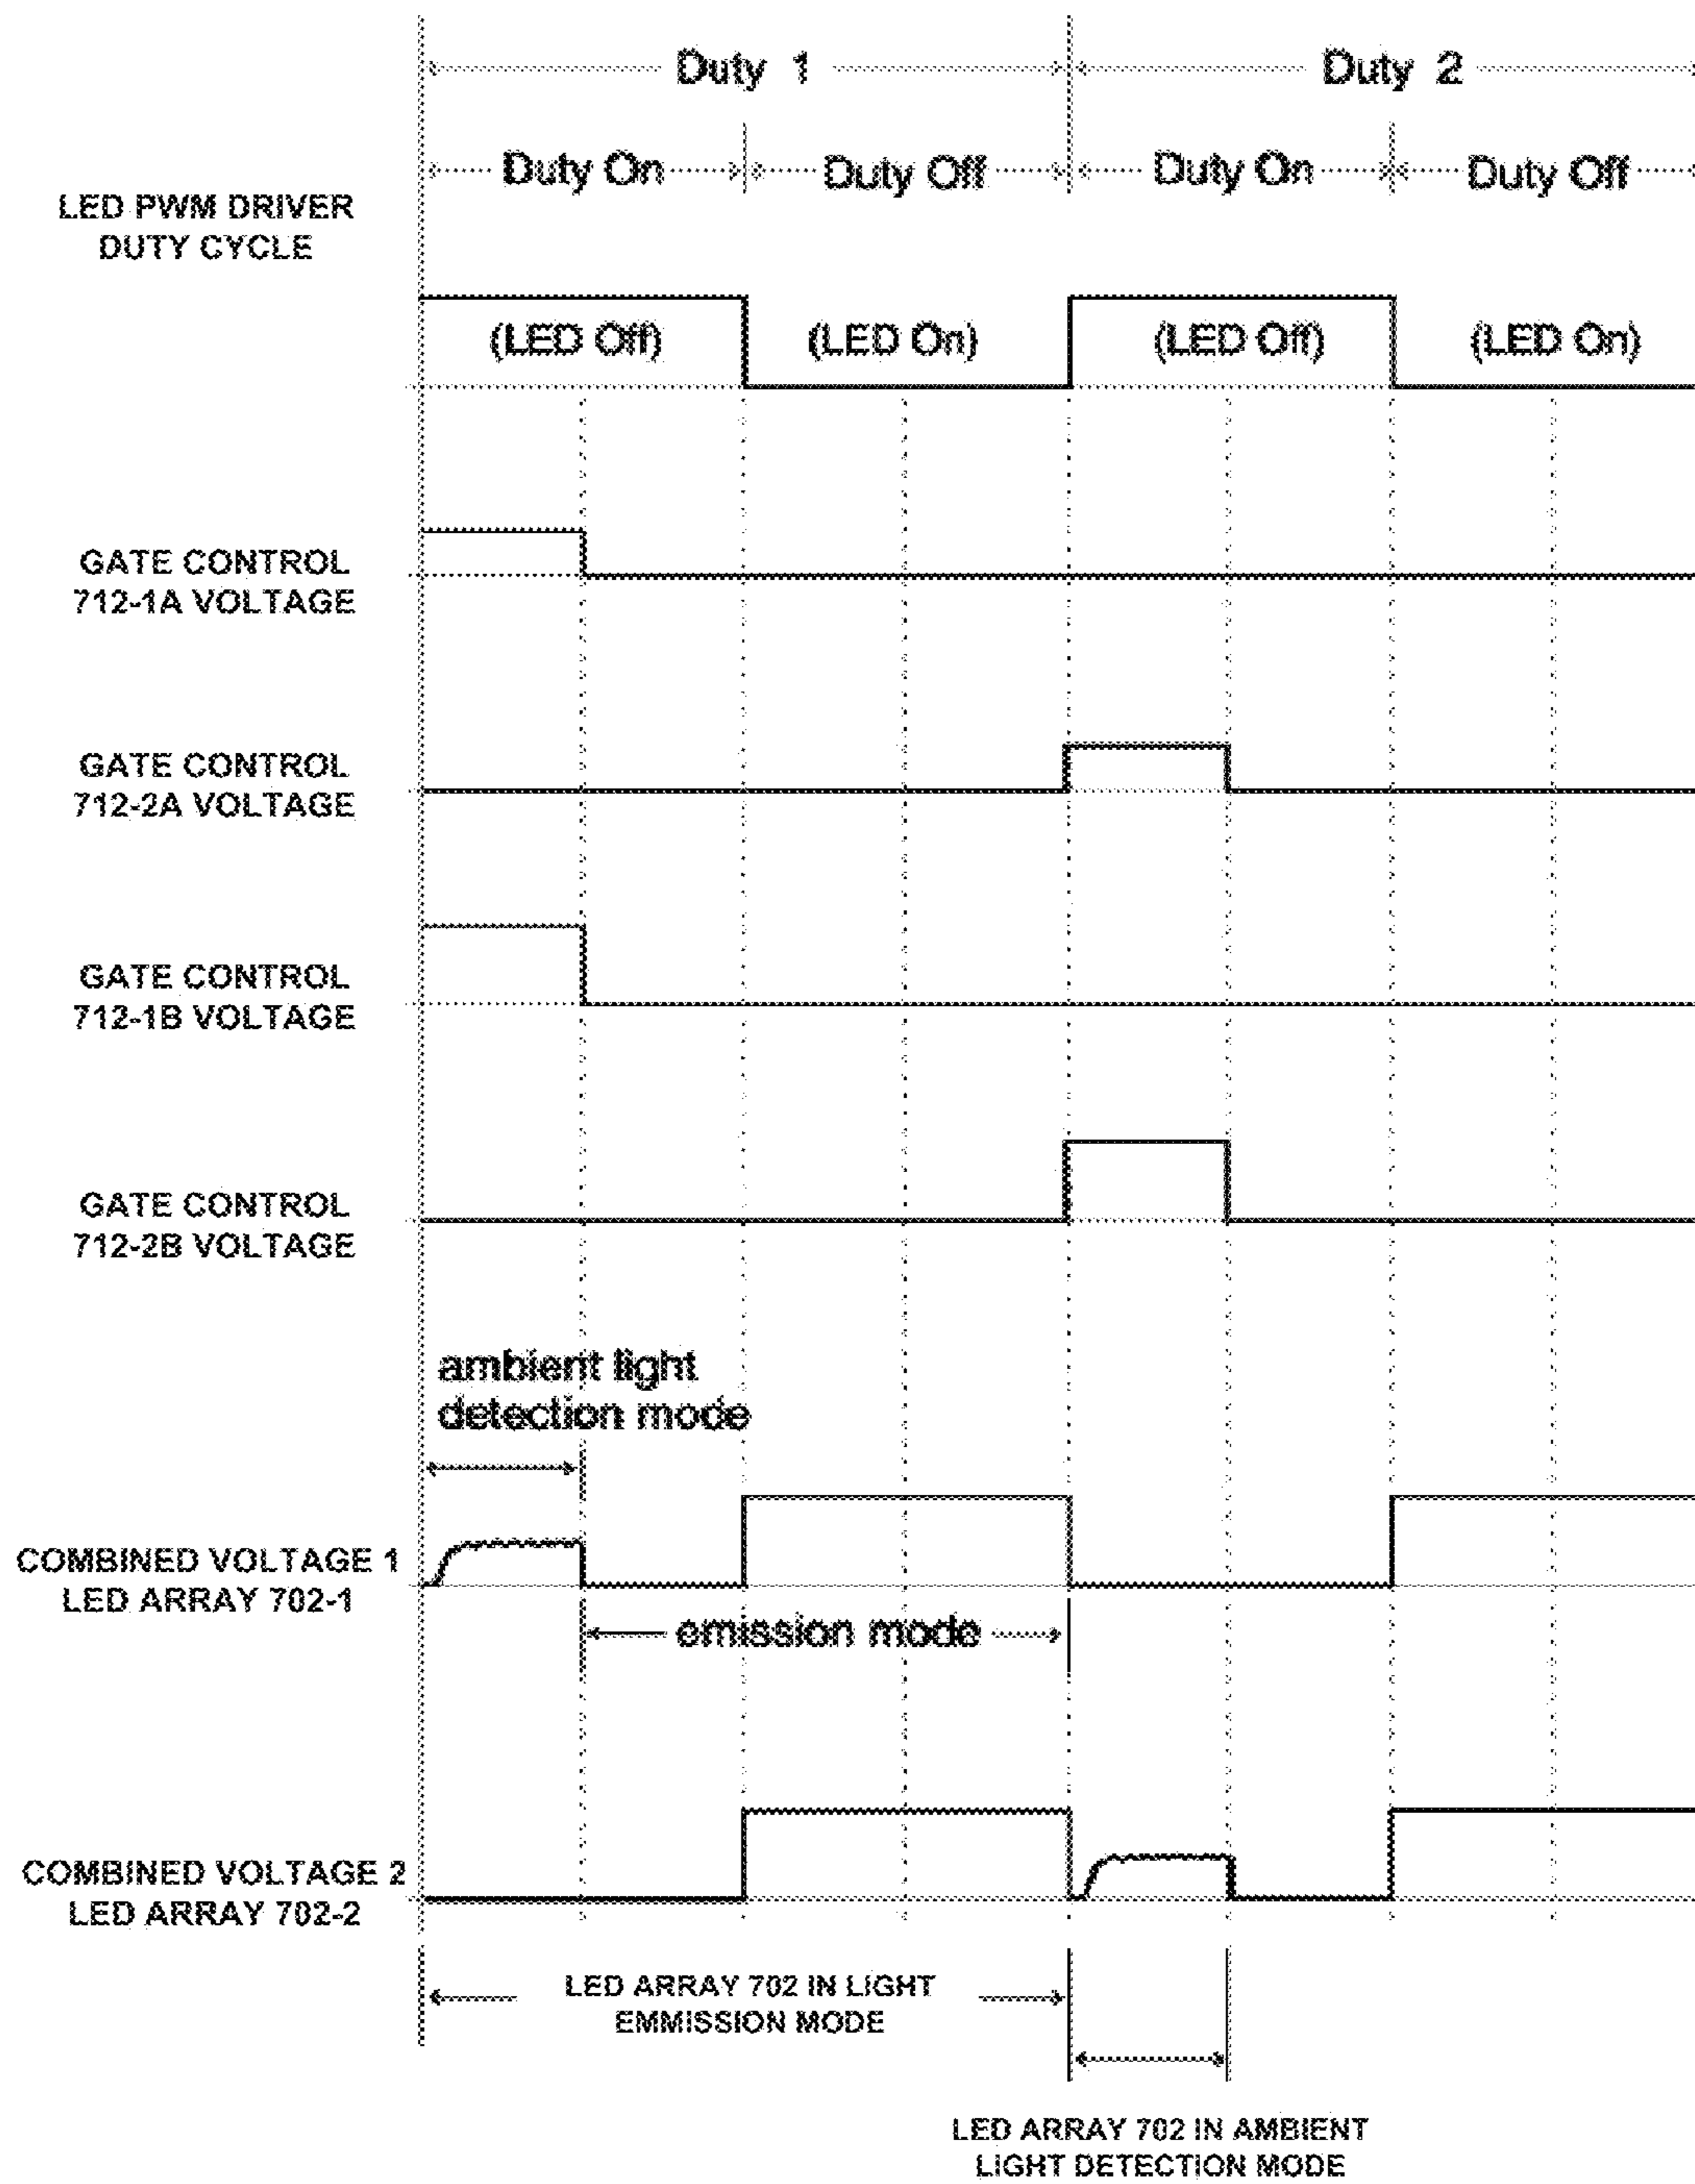 Duty 1
Duty 2
Duty On
Duty Off
Duty On
Duty Off
LED PWM DRIVER
DUTY CYCLE
(LED Off)
(LED On)
(LED Off)
(LED On)
GATE CONTROL
712-1A VOLTAGE
GATE CONTROL
712-2A VOLTAGE
GATE CONTROL
712-1B VOLTAGE
GATE CONTROL
712-2B VOLTAGE
ambient light
detection mode
COMBINED VOLTAGE 1
LED ARRAY 702-1
emission mode
COMBINED VOLTAGE 2
LED ARRAY 702-2
LED ARRAY 702 IN LIGHT
EMMISSION MODE
LED ARRAY 702 IN AMBIENT
LIGHT DETECTION MODE